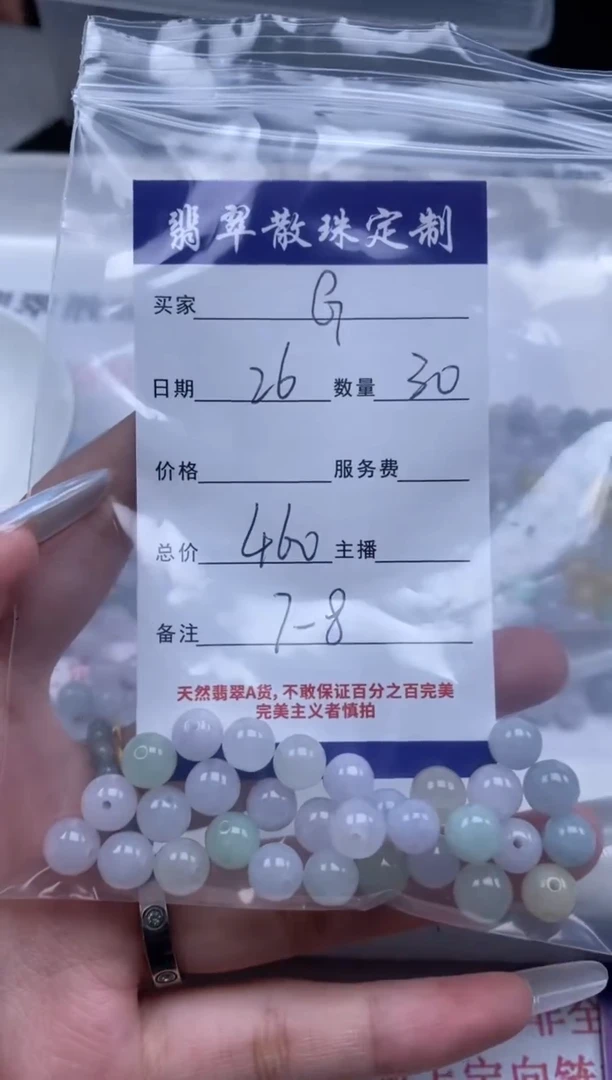 翡翠散珠定制
买家 G
日期 26 数量 30
价格 服务费
总价 460 主播
备注 7-8
天然翡翠A货,不敢保证百分之百完美
完美主义者慎拍